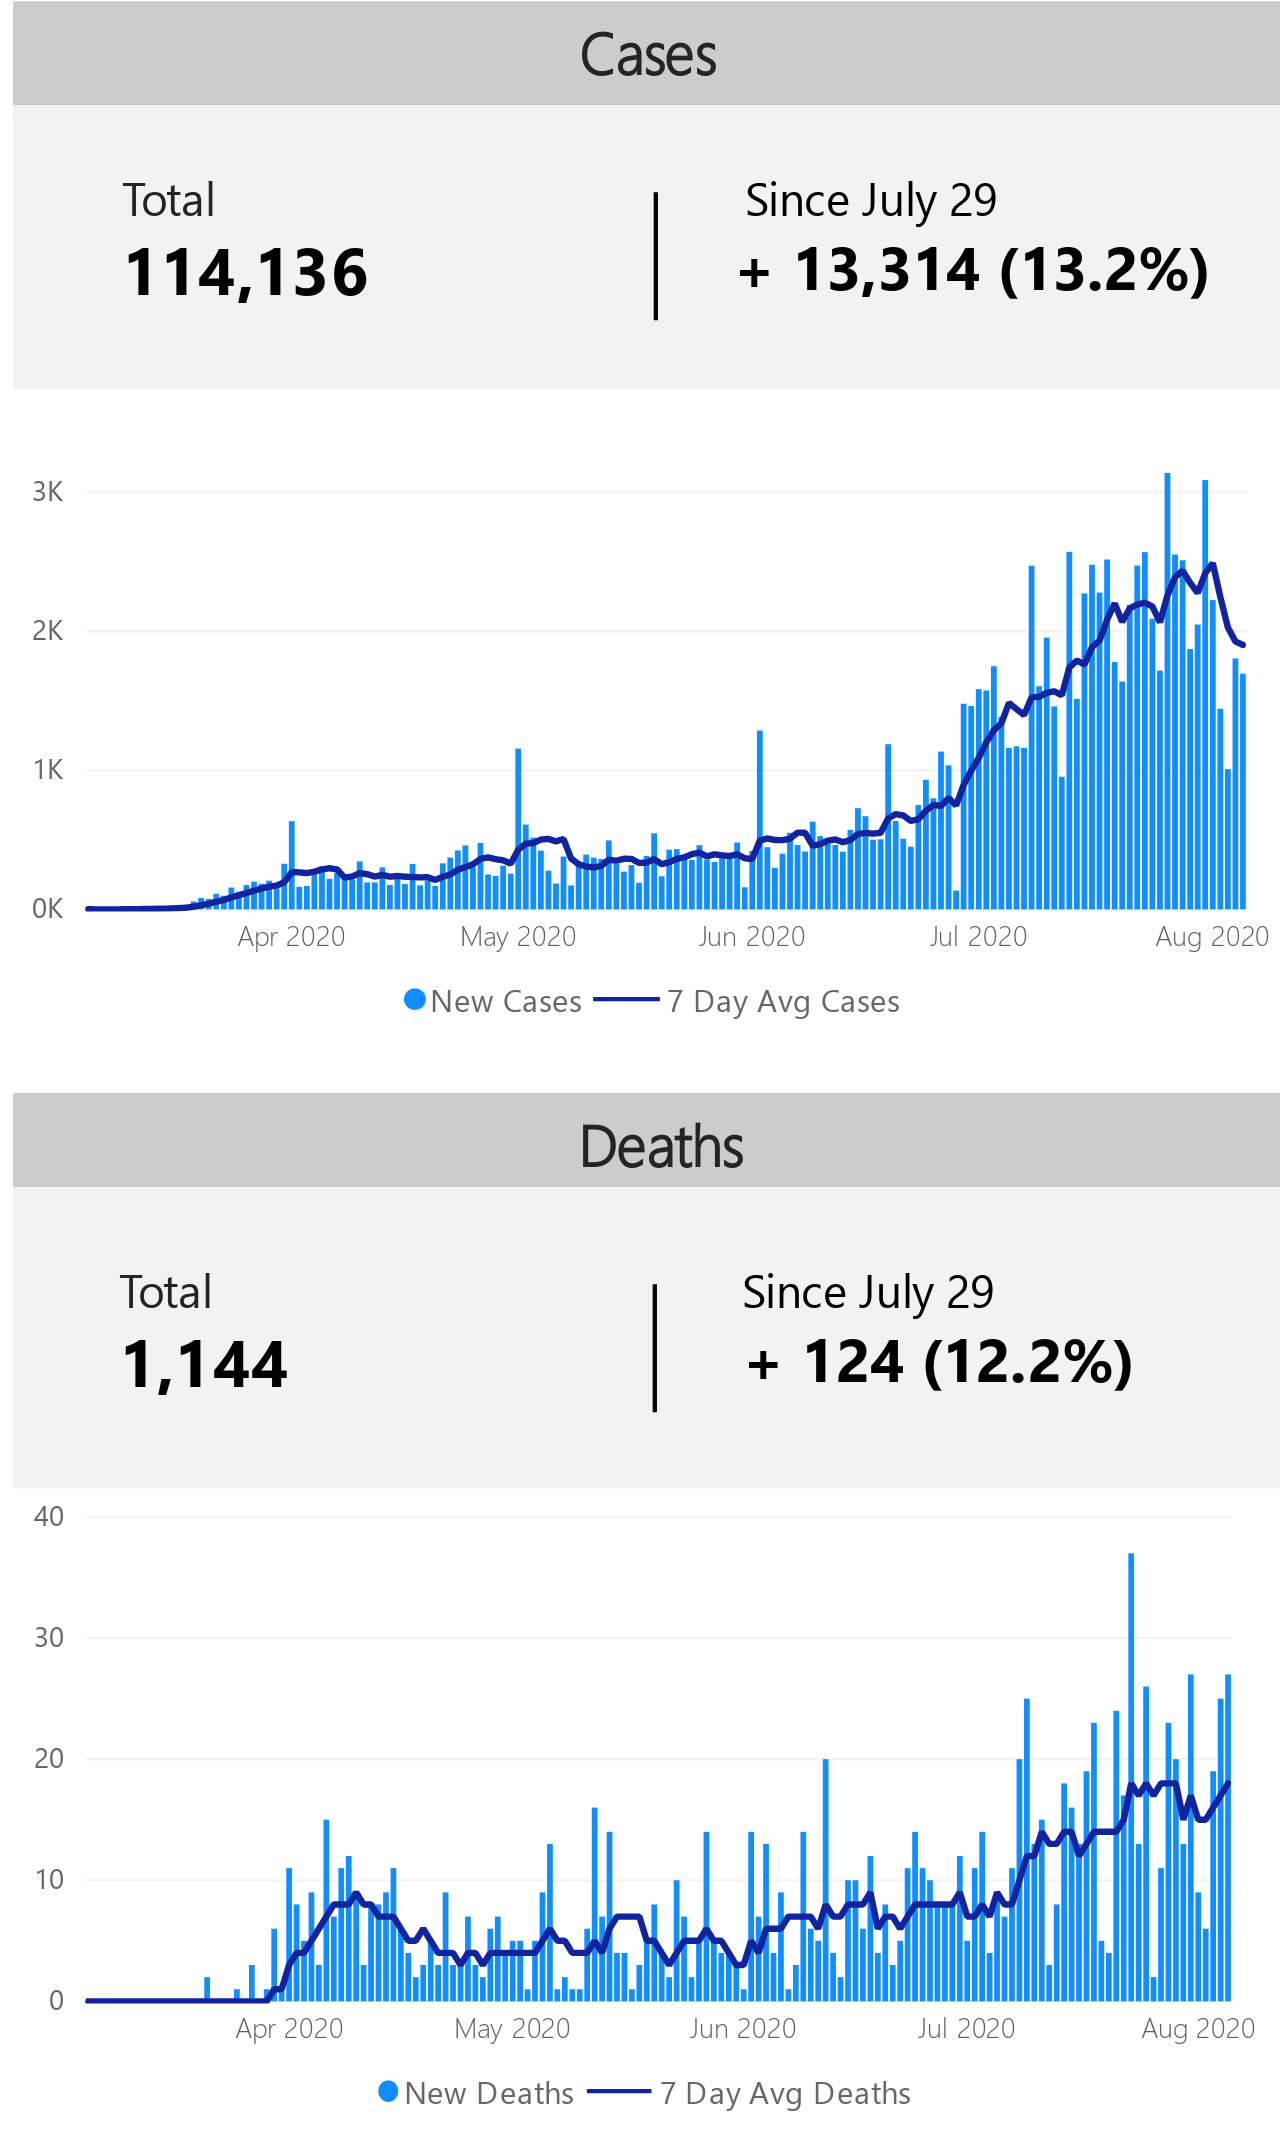 Cases
Total
Since July 29
114,136
+ 13,314 (13.2%)
3K
2K
1K
0K
Apr 2020
May 2020
Jun 2020
Jul 2020
Aug 2020
New Cases
7 Day Avg Cases
Deaths
Total
Since July 29
1,144
+ 124 (12.2%)
40
30
20
10
0
Apr 2020
May 2020
Jun 2020
Jul 2020
Aug 2020
New Deaths
7 Day Avg Deaths